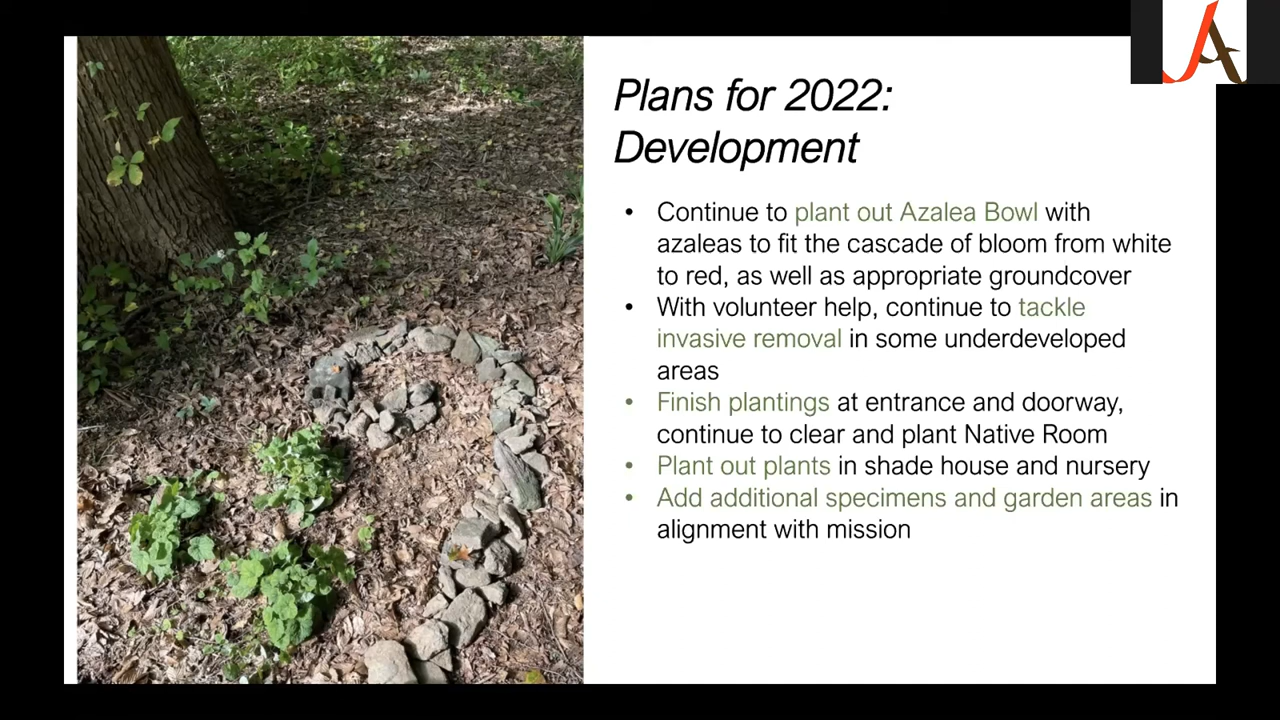 Plans for 2022:
Development
• Continue to plant out Azalea Bowl with
azaleas to fit the cascade of bloom from white
to red, as well as appropriate groundcover
• With volunteer help, continue to tackle
invasive removal in some underdeveloped
areas
• Finish plantings at entrance and doorway,
continue to clear and plant Native Room
• Plant out plants in shade house and nursery
• Add additional specimens and garden areas in
alignment with mission